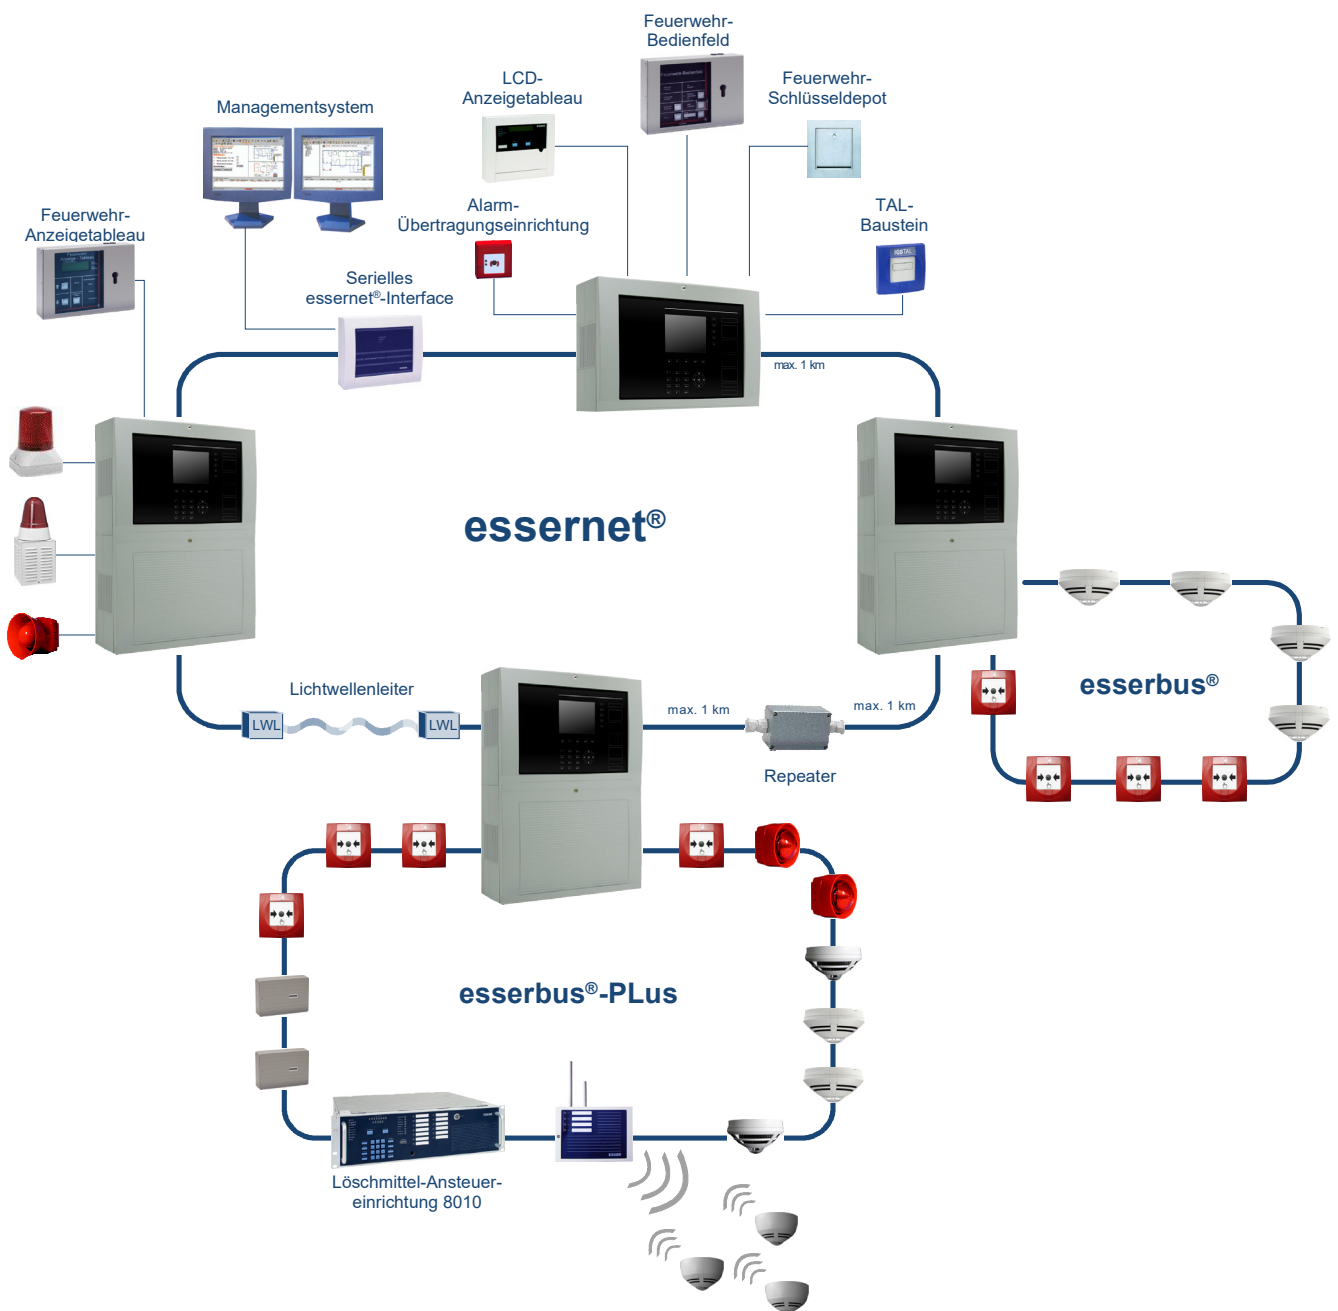 Feuerwehr-
Bedienfeld
LCD-
Anzeigetableau
Feuerwehr-
Schlüsseldepot
Managementsystem
Feuerwehr-
Anzeigetableau
Alarm-
Übertragungseinrichtung
TAL-
Baustein
IGBTAL
Serielles
essernet®-Interface
max. 1 km
essernet®
esserbus®
Lichtwellenleiter
LWL
LWL
max. 1 km
max. 1 km
Repeater
esserbus®-PLus
Löschmittel-Ansteuer-
einrichtung 8010